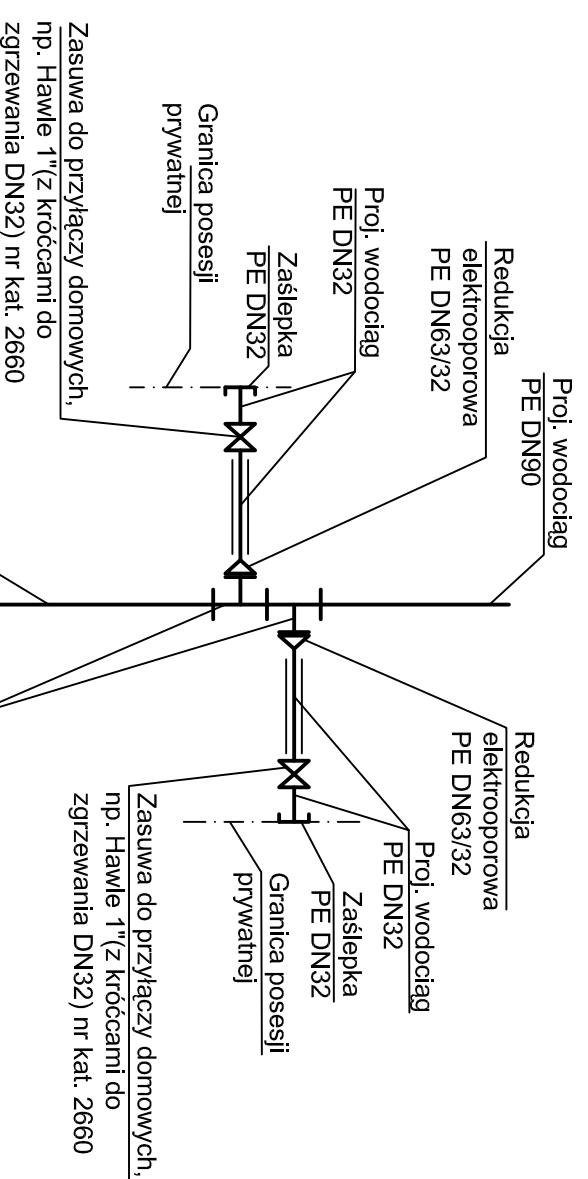 Proj. wodociąg
PE DN90
Redukcja
elektrooporowa
PE DN63/32
Proj. wodociąg
PE DN32
Zaślepka
PE DN32
Granica posesji
prywatnej
Zasuwa do przyłączy domowych,
np. Hawle 1"(z króćcami do
zgrzewania DN32) nr kat. 2660
Redukcja
elektrooporowa
PE DN63/32
Proj. wodociąg
PE DN32
Zaślepka
PE DN32
Granica posesji
prywatnej
Zasuwa do przyłączy domowych,
np. Hawle 1"(z króćcami do
zgrzewania DN32) nr kat. 2660